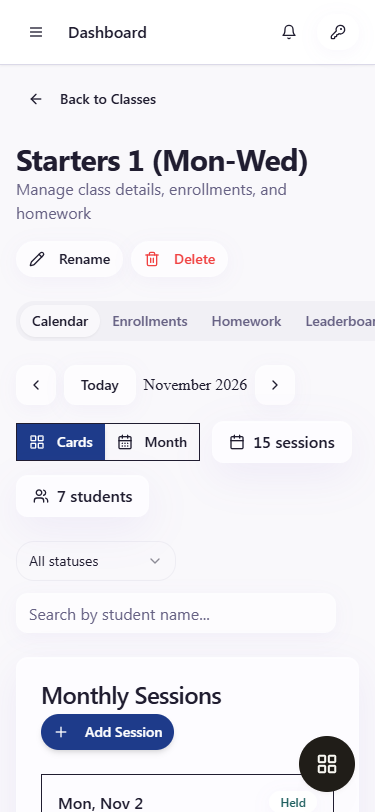 Dashboard
Back to Classes
Starters 1 (Mon-Wed)
Manage class details, enrollments, and
homework
Rename
Delete
Calendar Enrollments Homework Leaderboar
Today November 2026
Cards Month 15 sessions
7 students
All statuses
Search by student name...
Monthly Sessions
Add Session
Mon, Nov 2 Held